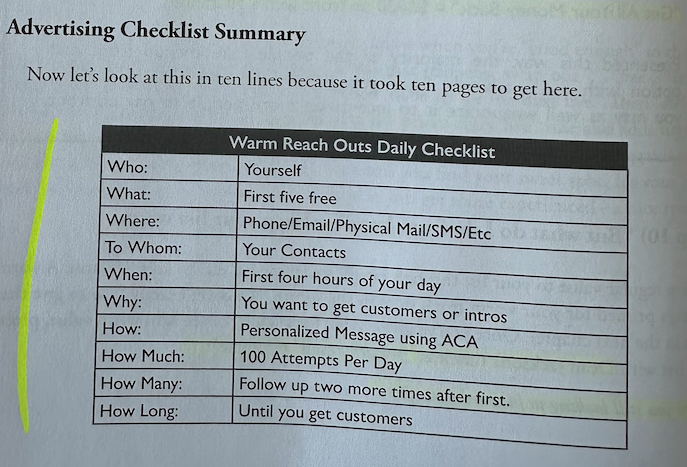 Advertising Checklist Summary
Now let's look at this in ten lines because it took ten pages to get here.
Warm Reach Outs Daily Checklist
Who: Yourself
What: First five free
Where: Phone/Email/Physical Mail/SMS/Etc
To Whom: Your Contacts
When: First four hours of your day
Why: You want to get customers or intros
How: Personalized Message using ACA
How Much: 100 Attempts Per Day
How Many: Follow up two more times after first.
How Long: Until you get customers